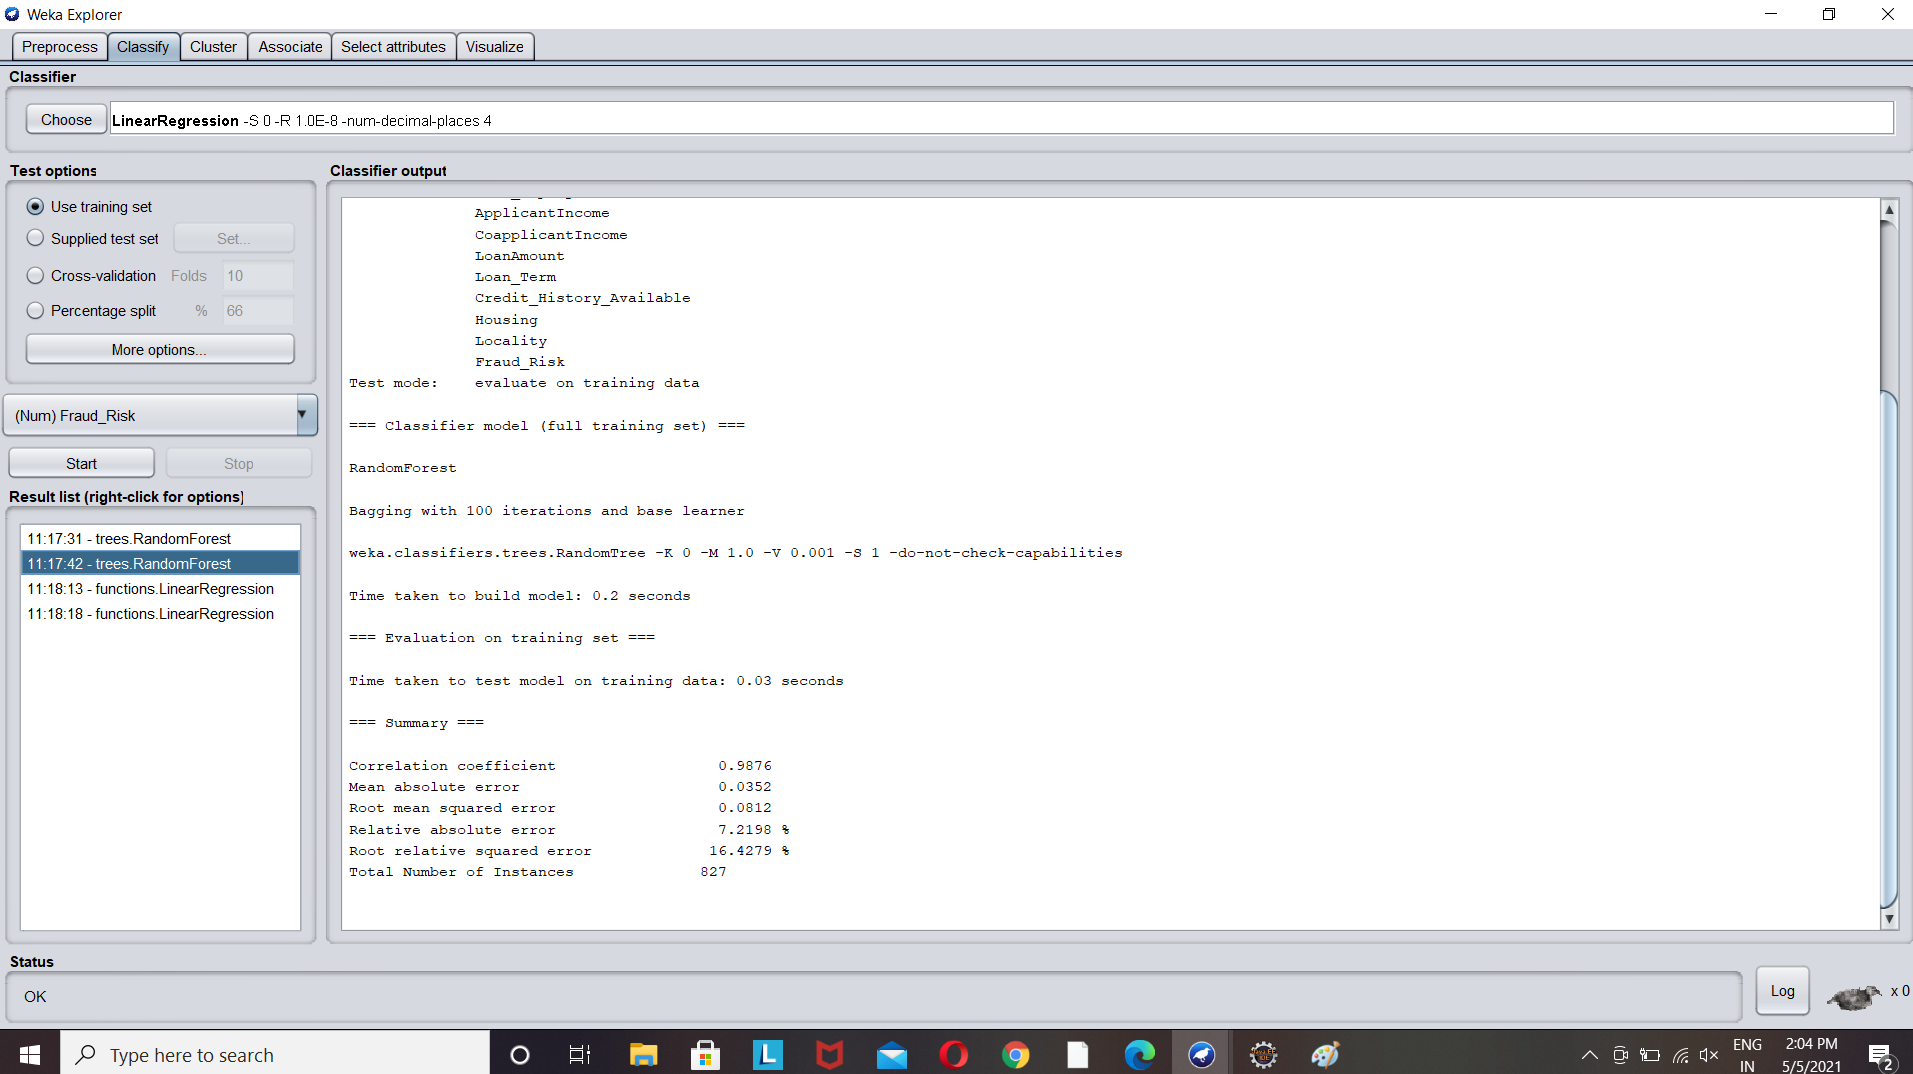 Weka Explorer
Preprocess Classify Cluster Associate Select attributes Visualize
Classifier
Choose LinearRegression -S 0 -R 1.0E-8 -num-decimal-places 4
Test options
Use training set
Supplied test set Set...
Cross-validation Folds 10
Percentage split % 66
More options...
(Num) Fraud_Risk
Start Stop
Result list (right-click for options)
11:17:31 - trees.RandomForest
11:17:42 - trees.RandomForest
11:18:13 - functions.LinearRegression
11:18:18 - functions.LinearRegression
Classifier output
ApplicantIncome
CoapplicantIncome
LoanAmount
Loan_Term
Credit_History_Available
Housing
Locality
Fraud_Risk
Test mode: evaluate on training data
=== Classifier model (full training set) ===
RandomForest
Bagging with 100 iterations and base learner
weka.classifiers.trees.RandomTree -K 0 -M 1.0 -V 0.001 -S 1 -do-not-check-capabilities
Time taken to build model: 0.2 seconds
=== Evaluation on training set ===
Time taken to test model on training data: 0.03 seconds
=== Summary ===
Correlation coefficient 0.9876
Mean absolute error 0.0352
Root mean squared error 0.0812
Relative absolute error 7.2198 %
Root relative squared error 16.4279 %
Total Number of Instances 827
Status
OK
Log
x 0
Type here to search
L
ENG
IN
2:04 PM
5/5/2021
2